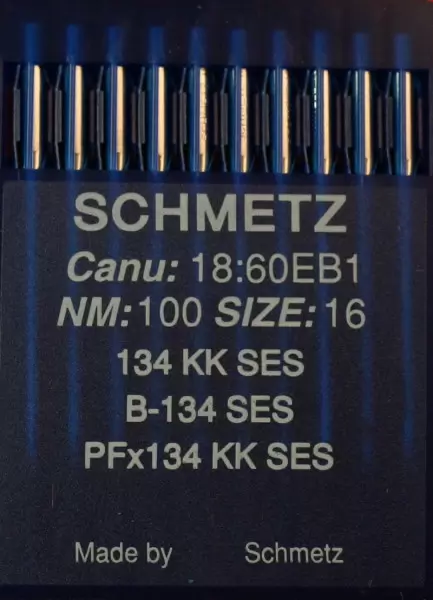 SCHMETZ
Canu: 18:60EB1
NM:100 SIZE:16
134 KK SES
B-134 SES
PFx134 KK SES
Made by Schmetz